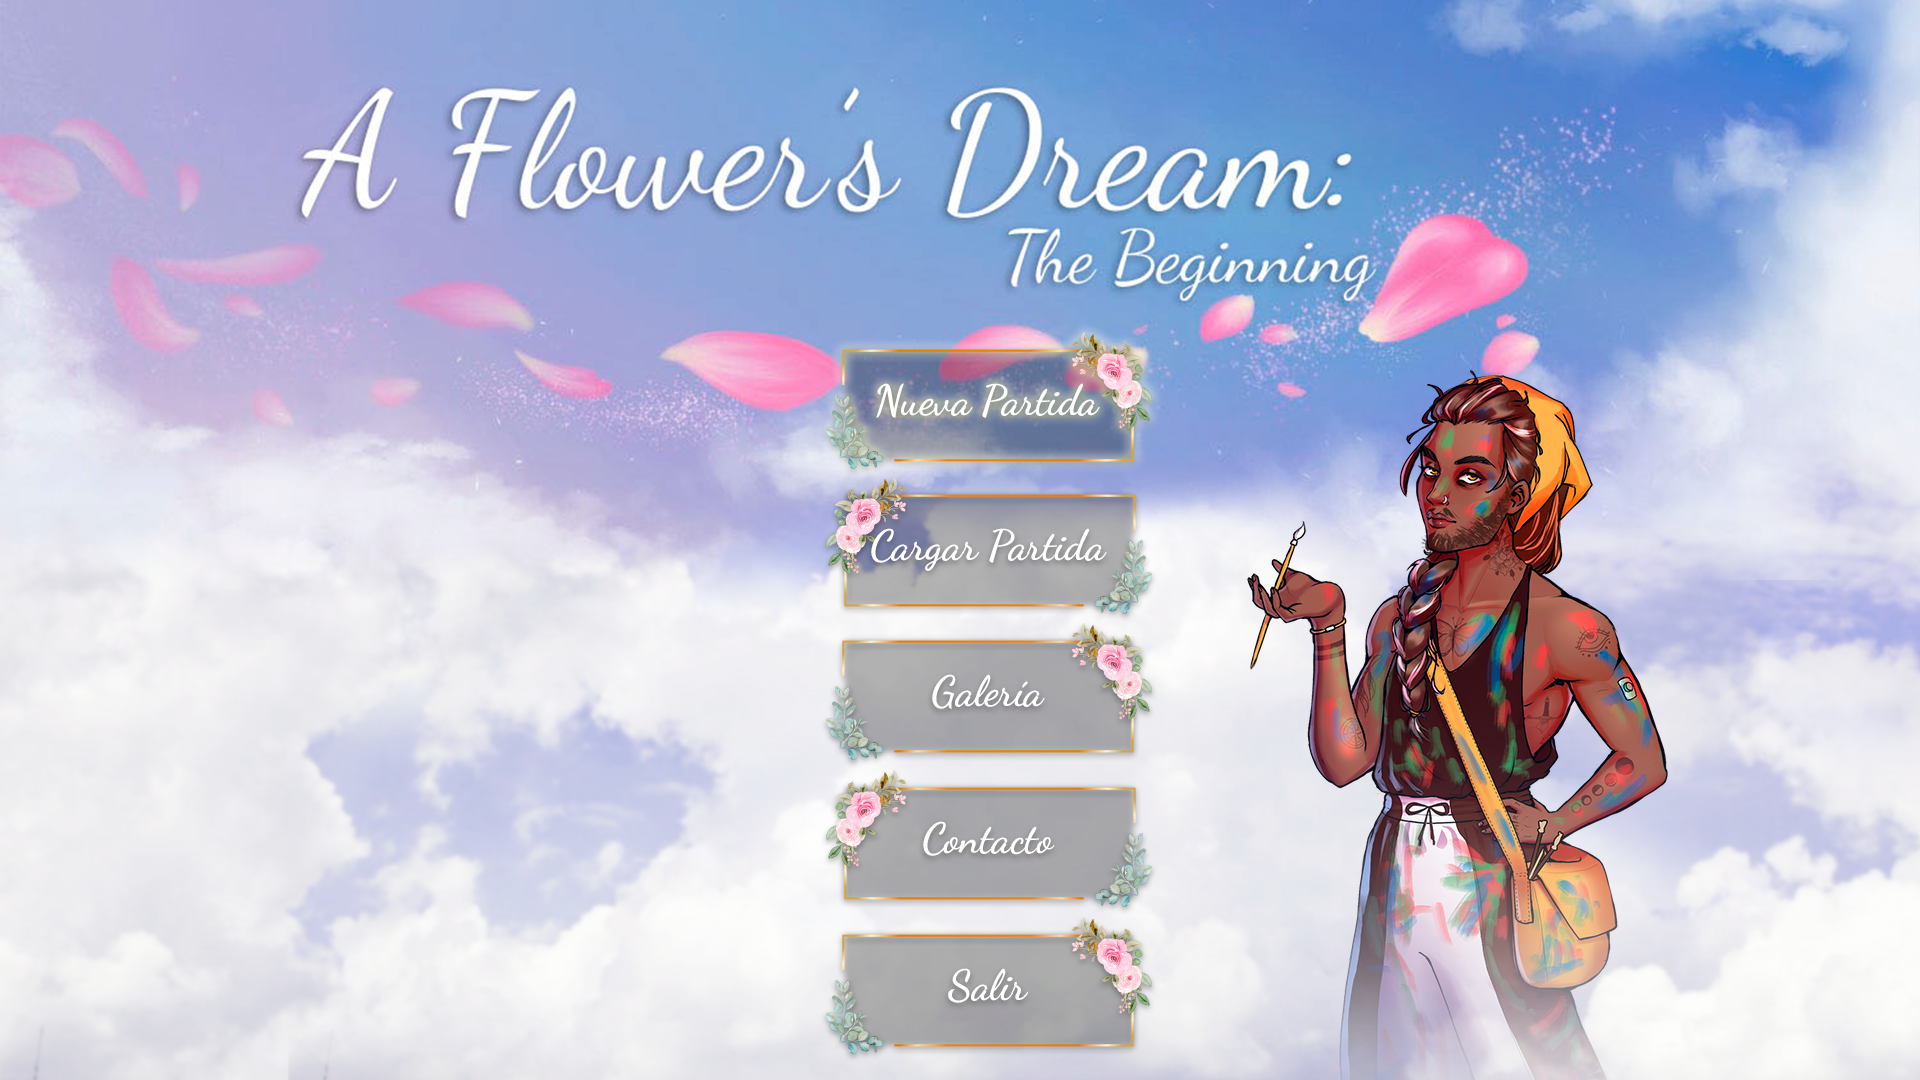 A Flower's Dream:
The Beginning
Nueva Partida
Cargar Partida
Galería
Contacto
Salir